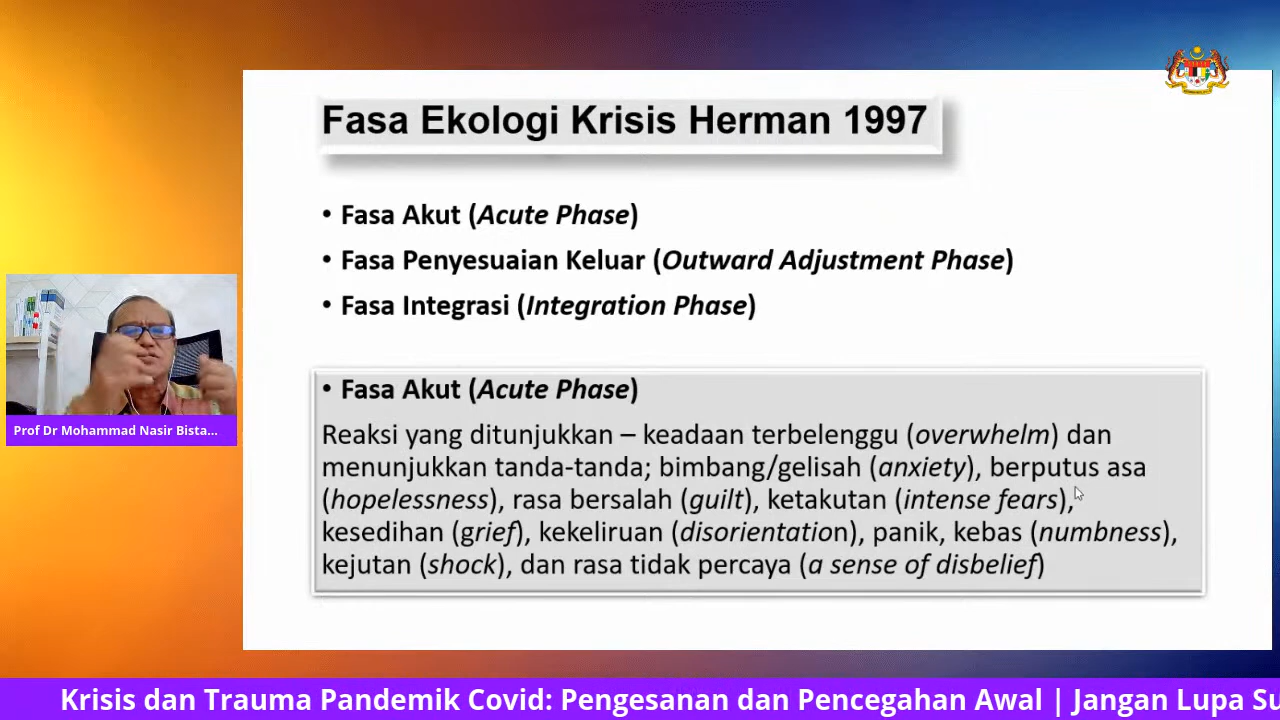 Fasa Ekologi Krisis Herman 1997
• Fasa Akut (Acute Phase)
• Fasa Penyesuaian Keluar (Outward Adjustment Phase)
• Fasa Integrasi (Integration Phase)
• Fasa Akut (Acute Phase)
Reaksi yang ditunjukkan – keadaan terbelenggu (overwhelm) dan
menunjukkan tanda-tanda; bimbang/gelisah (anxiety), berputus asa
(hopelessness), rasa bersalah (guilt), ketakutan (intense fears),
kesedihan (grief), kekeliruan (disorientation), panik, kebas (numbness),
kejutan (shock), dan rasa tidak percaya (a sense of disbelief)
Prof Dr Mohammad Nasir Bista...
Krisis dan Trauma Pandemik Covid: Pengesanan dan Pencegahan Awal | Jangan Lupa Su